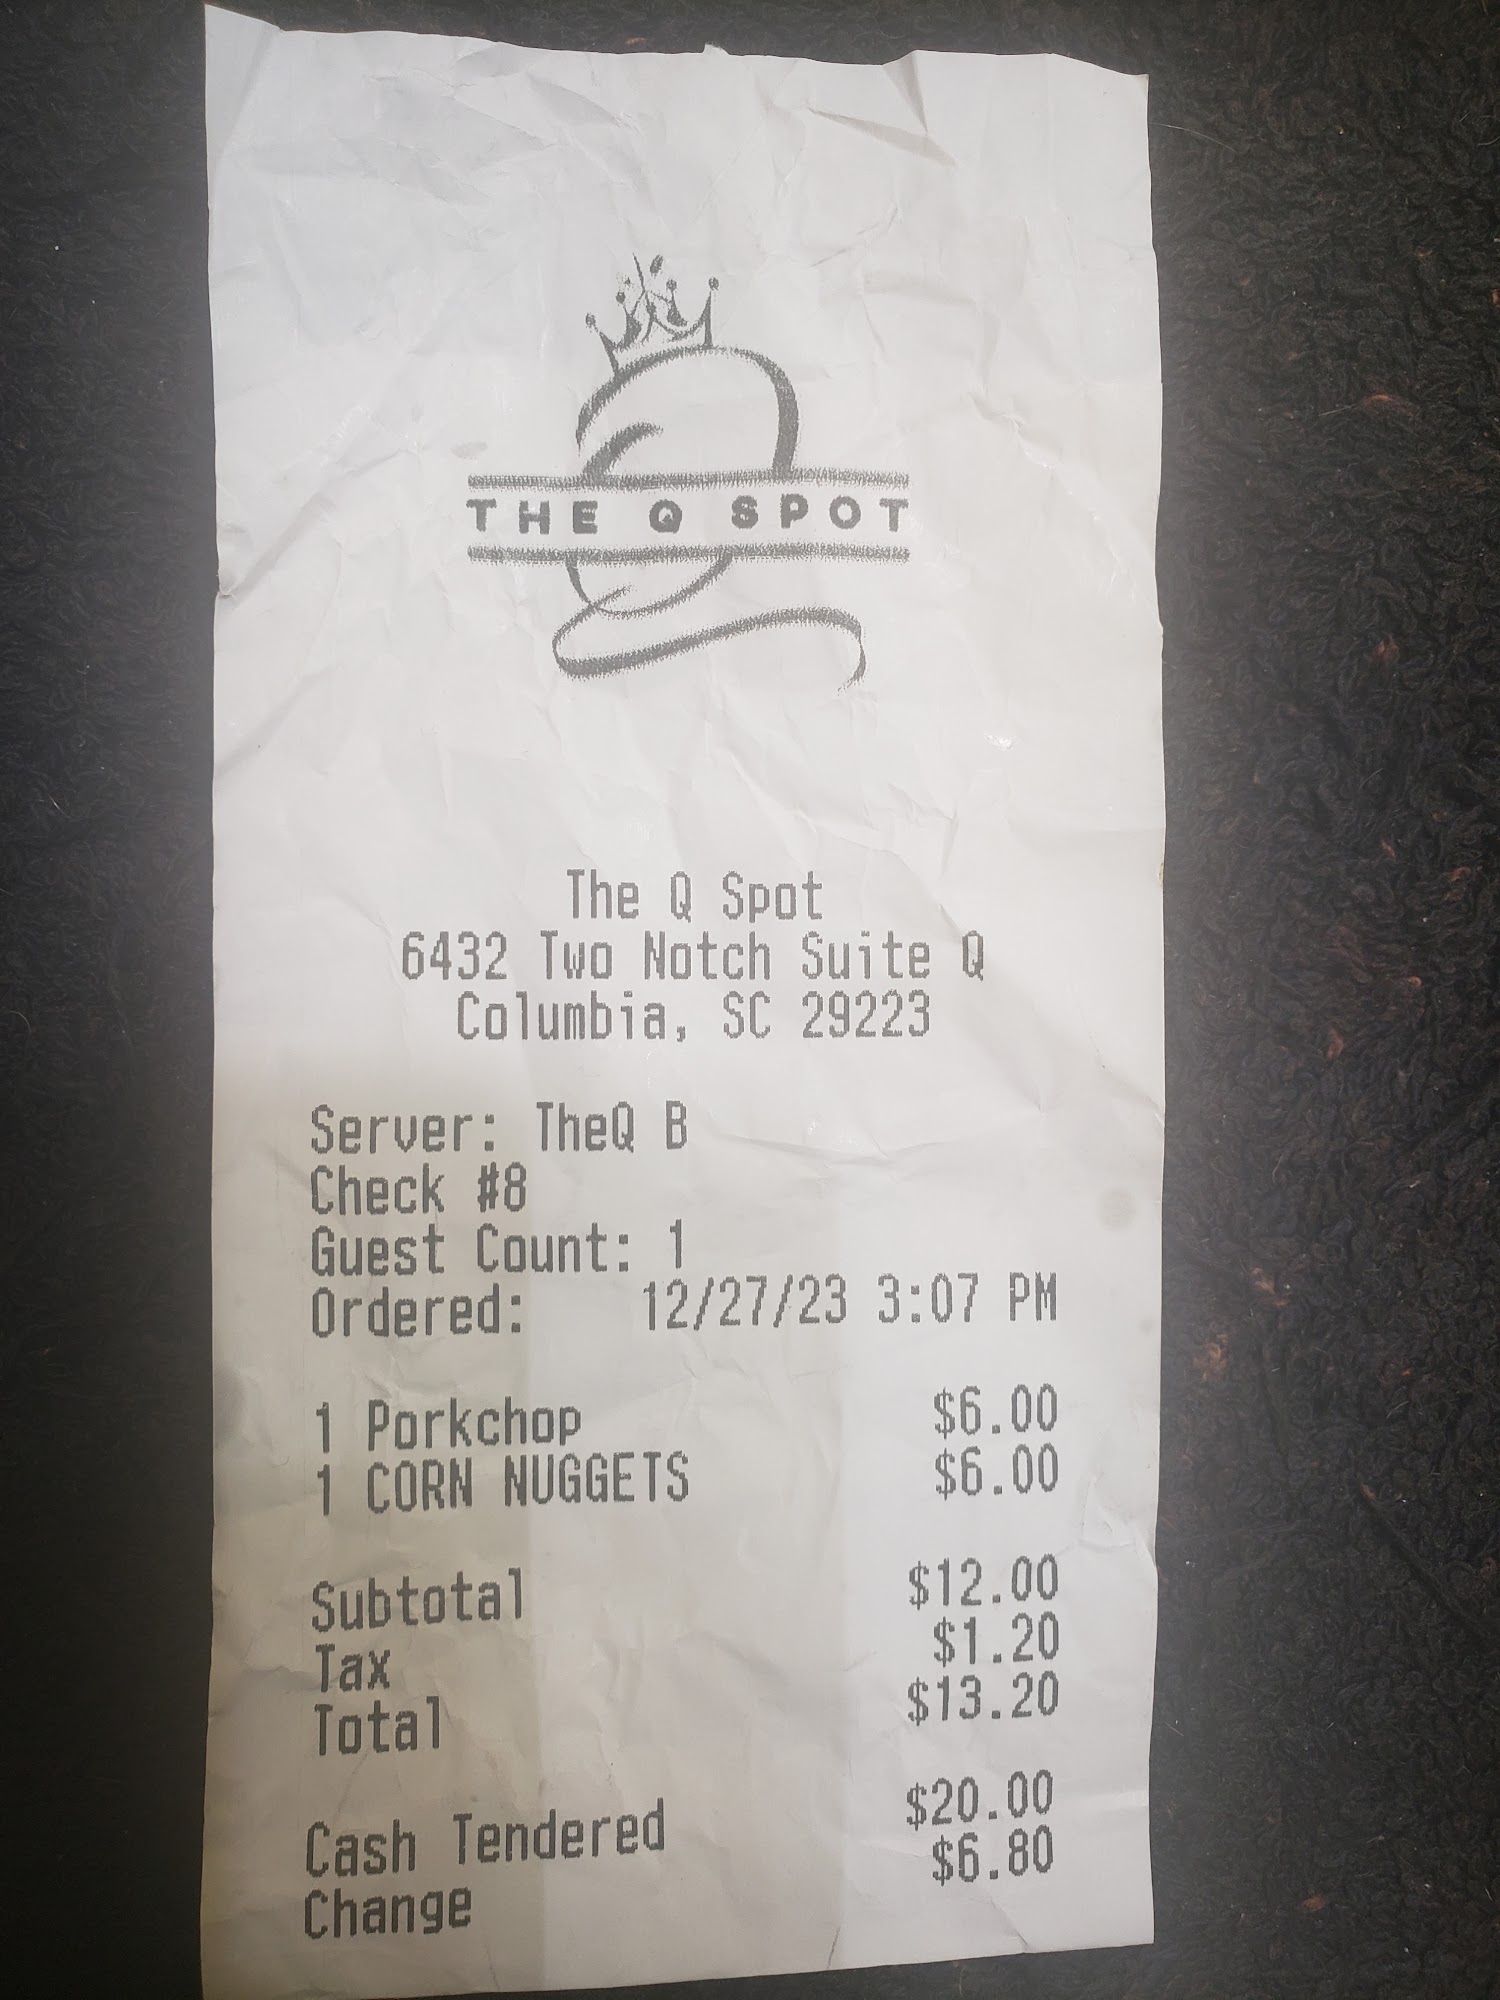 THE Q SPOT
The Q Spot
6432 Two Notch Suite Q
Columbia, SC 29223
Server: TheQ B
Check #8
Guest Count: 1
Ordered: 12/27/23 3:07 PM
1 Porkchop $6.00
1 CORN NUGGETS $6.00
Subtotal $12.00
Tax $1.20
Total $13.20
Cash Tendered $20.00
Change $6.80